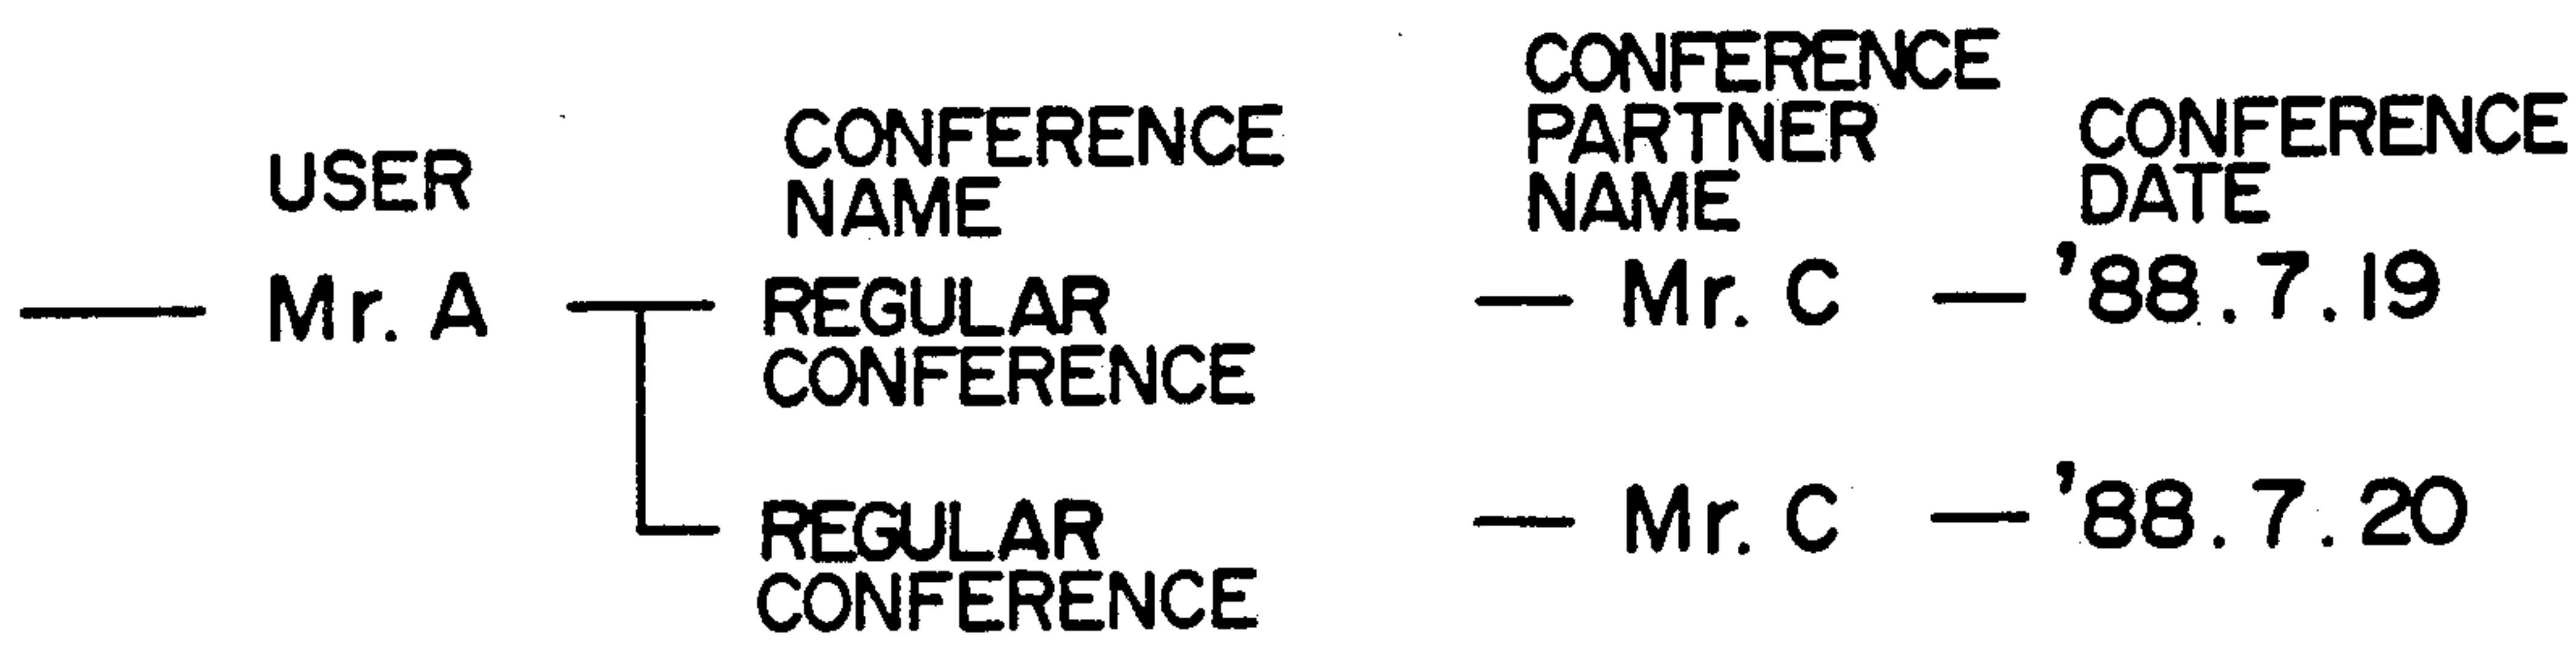 USER
CONFERENCE
NAME
CONFERENCE
PARTNER
NAME
CONFERENCE
DATE
Mr. A
REGULAR
CONFERENCE
Mr. C
'88.7.19
REGULAR
CONFERENCE
Mr. C
'88.7.20